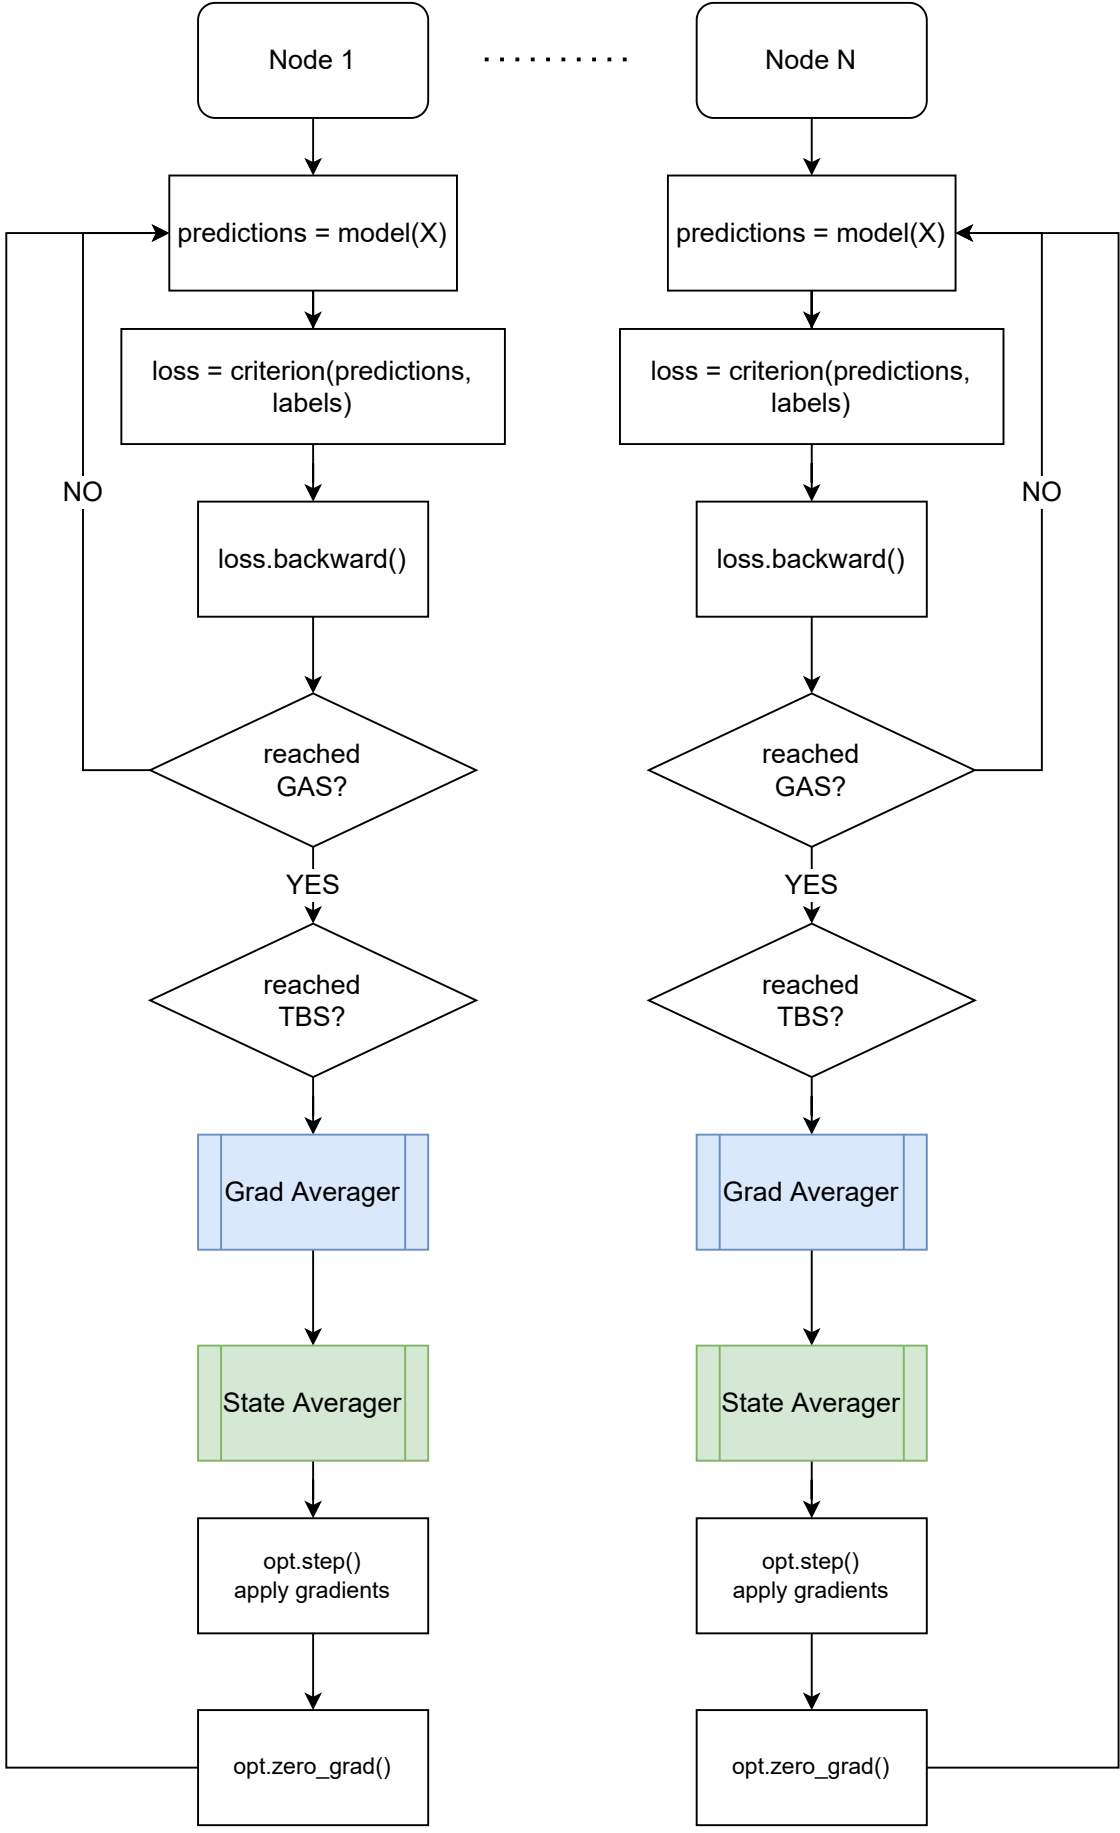 Node 1
predictions = model(X)
loss = criterion(predictions,
labels)
NO
loss.backward()
reached
GAS?
YES
reached
TBS?
Grad Averager
State Averager
opt.step()
apply gradients
opt.zero_grad()
Node N
predictions = model(X)
loss = criterion(predictions,
labels)
NO
loss.backward()
reached
GAS?
YES
reached
TBS?
Grad Averager
State Averager
opt.step()
apply gradients
opt.zero_grad()